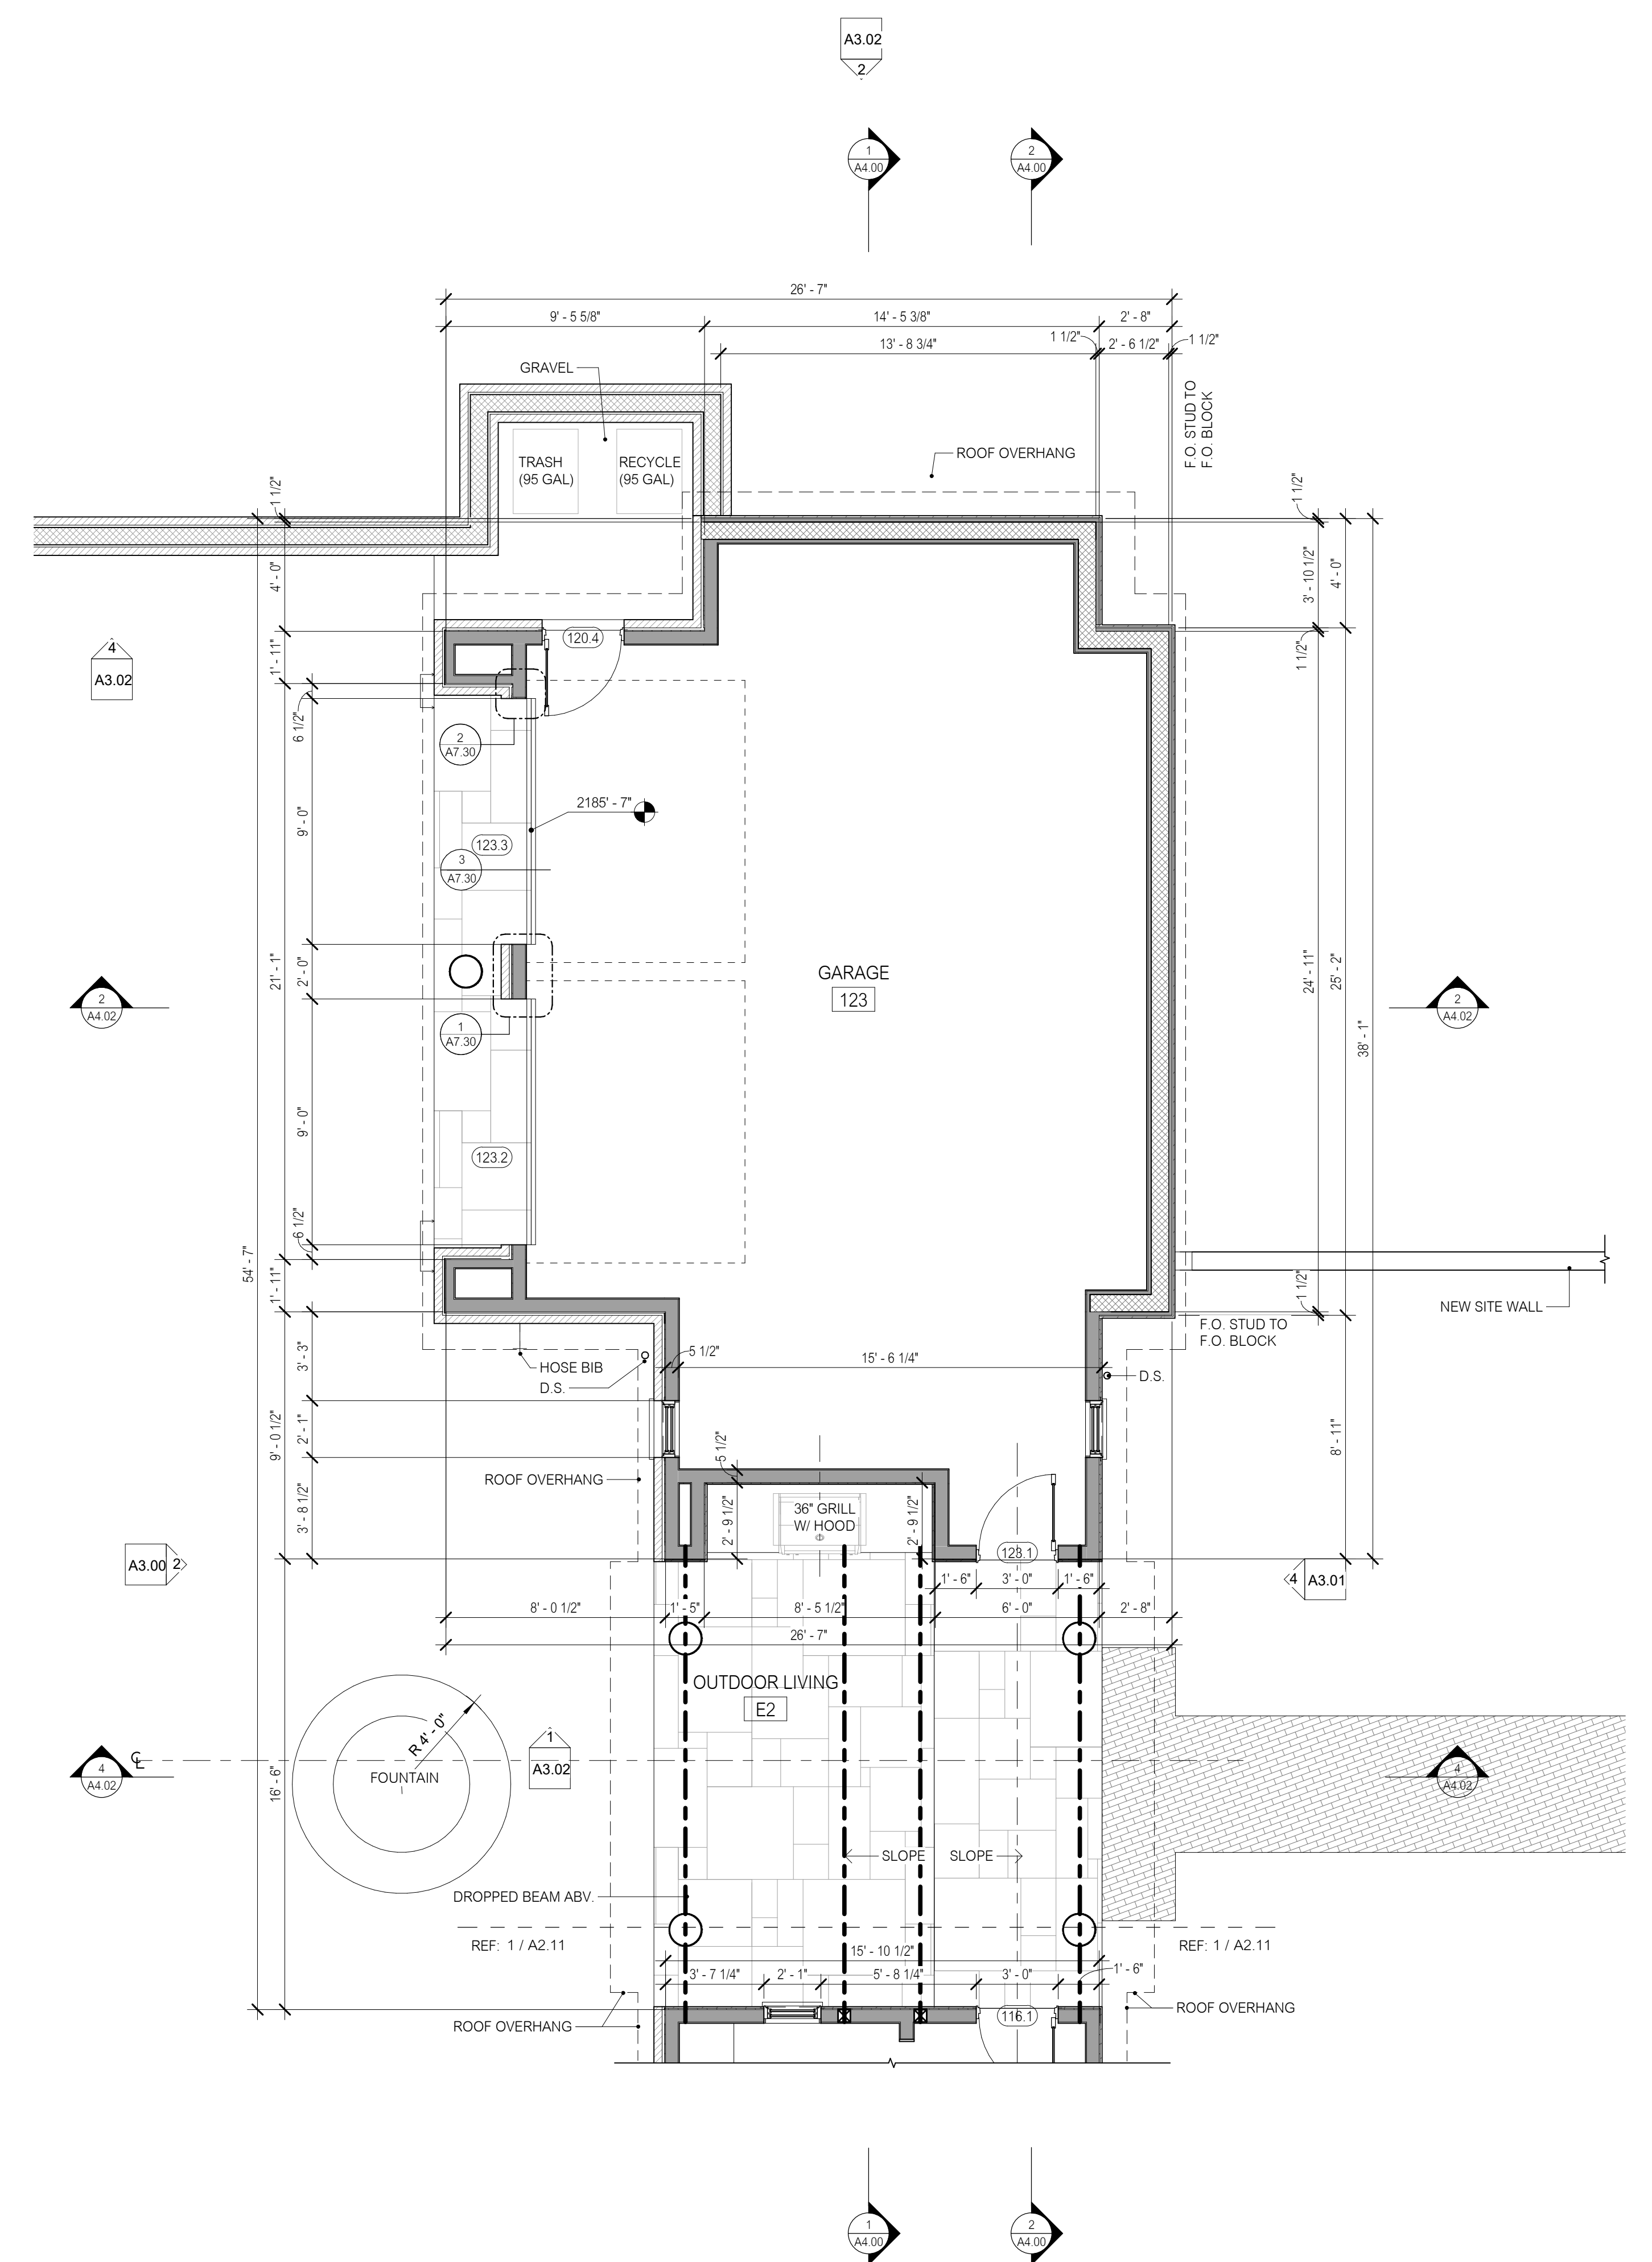 A3.02
2
1
A4.00
2
A4.00
26' - 7"
9' - 5 5/8"
14' - 5 3/8"
2' - 8"
13' - 8 3/4"
1 1/2"
2' - 6 1/2"
1 1/2"
GRAVEL
F.O. STUD TO
F.O. BLOCK
ROOF OVERHANG
TRASH
(95 GAL)
RECYCLE
(95 GAL)
1 1/2"
1 1/2"
4' - 0"
3' - 10 1/2"
4' - 0"
120.4
4
A3.02
1' - 11"
1 1/2"
6 1/2"
2
A7.30
2185' - 7"
9' - 0"
123.3
3
A7.30
GARAGE
123
21' - 1"
2' - 0"
24' - 11"
25' - 2"
38' - 1"
2
A4.02
2
A4.02
1
A7.30
9' - 0"
123.2
6 1/2"
54' - 7"
1' - 11"
1 1/2"
NEW SITE WALL
F.O. STUD TO
F.O. BLOCK
3' - 3"
5 1/2"
15' - 6 1/4"
HOSE BIB
D.S.
D.S.
9' - 0 1/2"
2' - 1"
8' - 11"
5 1/2"
ROOF OVERHANG
3' - 8 1/2"
2' - 9 1/2"
36" GRILL
W/ HOOD
2' - 9 1/2"
A3.00
2
123.1
4
A3.01
1' - 6"
3' - 0"
1' - 6"
8' - 0 1/2"
1' - 5"
8' - 5 1/2"
6' - 0"
2' - 8"
26' - 7"
OUTDOOR LIVING
E2
R 4' - 0"
FOUNTAIN
1
A3.02
4
A4.02
CL
4
A4.02
16' - 6"
SLOPE
SLOPE
DROPPED BEAM ABV.
REF: 1 / A2.11
REF: 1 / A2.11
15' - 10 1/2"
3' - 7 1/4"
2' - 1"
5' - 8 1/4"
3' - 0"
1' - 6"
116.1
ROOF OVERHANG
ROOF OVERHANG
1
A4.00
2
A4.00